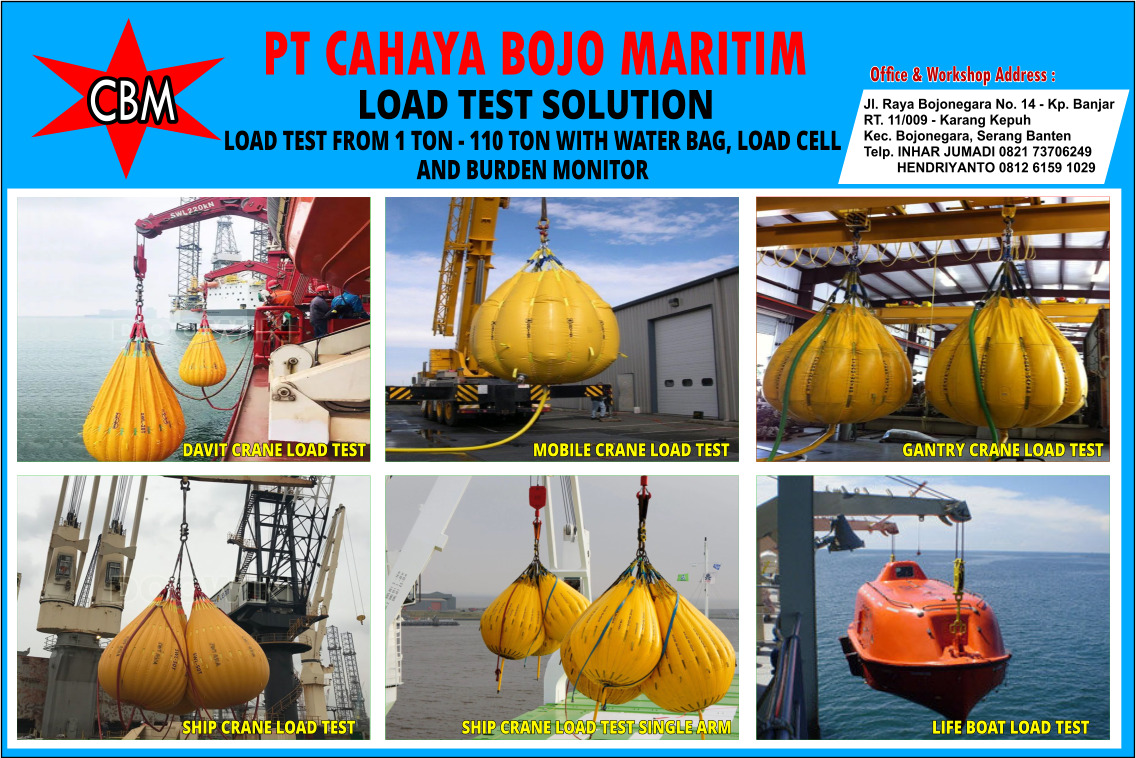 CBM
PT CAHAYA BOJO MARITIM
LOAD TEST SOLUTION
LOAD TEST FROM 1 TON - 110 TON WITH WATER BAG, LOAD CELL
AND BURDEN MONITOR
Office & Workshop Address :
Jl. Raya Bojonegara No. 14 - Kp. Banjar
RT. 11/009 - Karang Kepuh
Kec. Bojonegara, Serang Banten
Telp. INHAR JUMADI 0821 73706249
HENDRIYANTO 0812 6159 1029
SWL220kN
DAVIT CRANE LOAD TEST
MOBILE CRANE LOAD TEST
GANTRY CRANE LOAD TEST
SHIP CRANE LOAD TEST
SHIP CRANE LOAD TEST SINGLE ARM
LIFE BOAT LOAD TEST